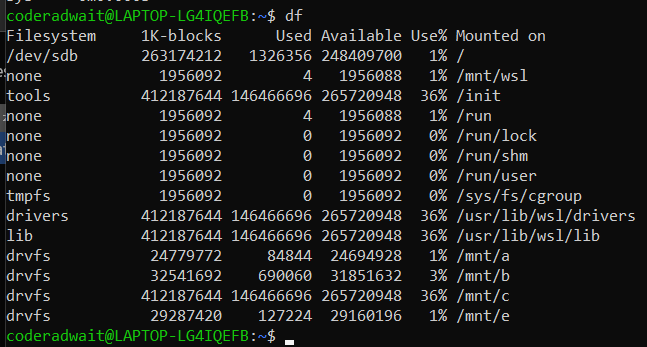 coderadwait@LAPTOP-LG4IQEFB:~$ df
Filesystem     1K-blocks      Used Available Use% Mounted on
/dev/sdb       263174212   1326356 248409700   1% /
none             1956092         4   1956088   1% /mnt/wsl
tools          412187644 146466696 265720948  36% /init
none             1956092         4   1956088   1% /run
none             1956092         0   1956092   0% /run/lock
none             1956092         0   1956092   0% /run/shm
none             1956092         0   1956092   0% /run/user
tmpfs            1956092         0   1956092   0% /sys/fs/cgroup
drivers        412187644 146466696 265720948  36% /usr/lib/wsl/drivers
lib            412187644 146466696 265720948  36% /usr/lib/wsl/lib
drvfs           24779772     84844  24694928   1% /mnt/a
drvfs           32541692    690060  31851632   3% /mnt/b
drvfs          412187644 146466696 265720948  36% /mnt/c
drvfs           29287420    127224  29160196   1% /mnt/e
coderadwait@LAPTOP-LG4IQEFB:~$